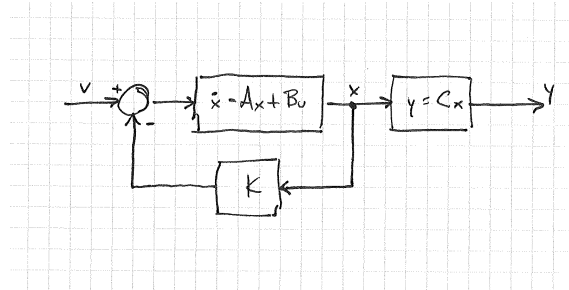 v + ẋ = Ax + Bu x y = Cx y
-
K